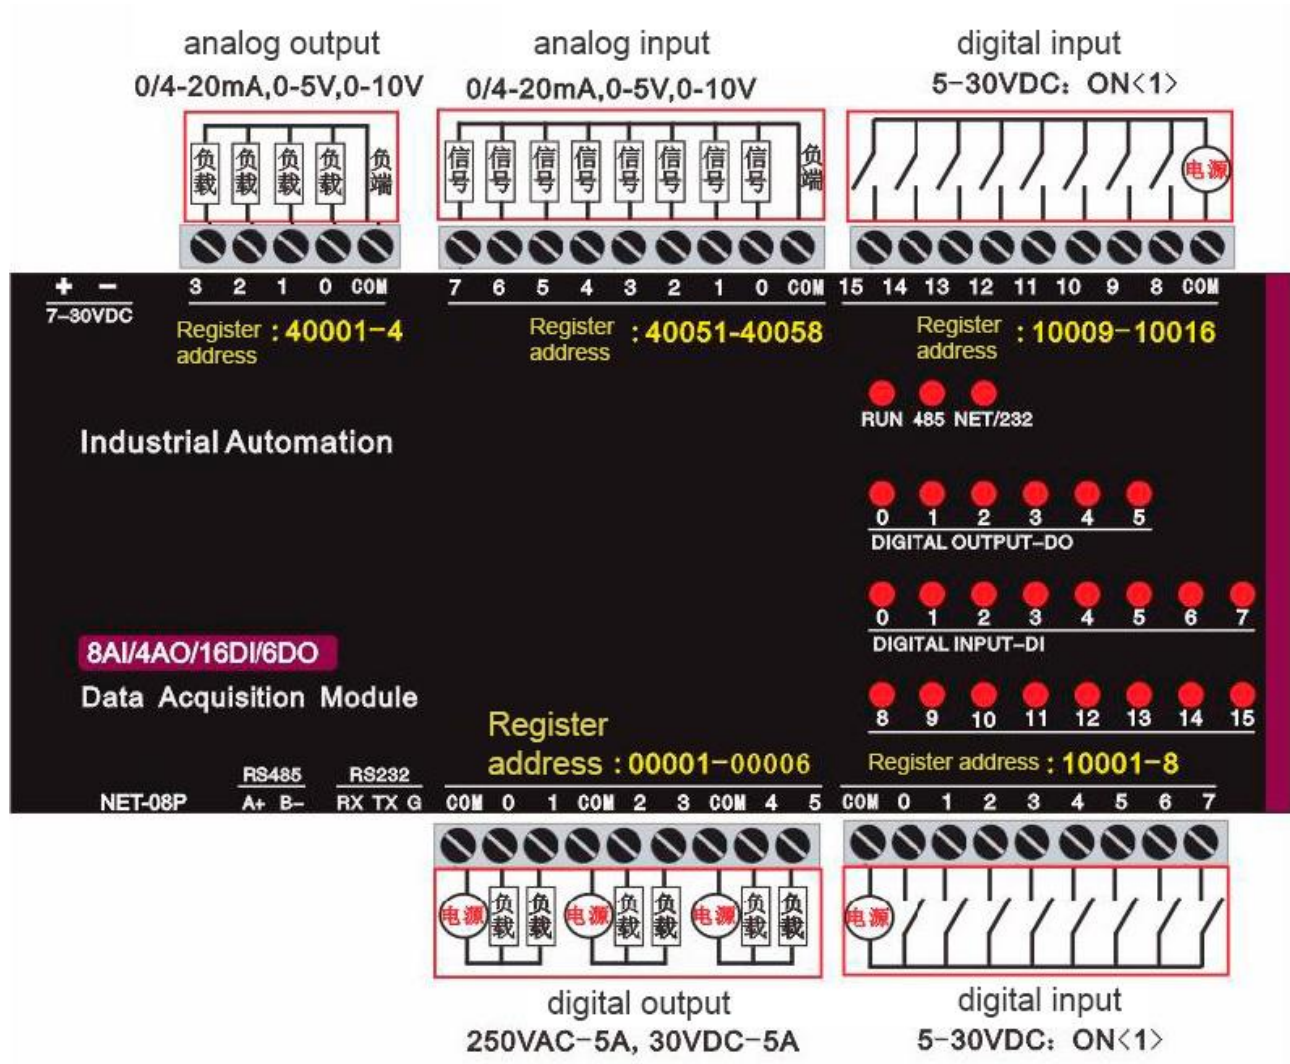 analog output
0/4-20mA,0-5V,0-10V
analog input
0/4-20mA,0-5V,0-10V
digital input
5-30VDC: ON<1>
负载 负载 负载 负载 负端
信号 信号 信号 信号 信号 信号 信号 信号 负端
电源
+ -
7-30VDC
3 2 1 0 COM
7 6 5 4 3 2 1 0 COM
15 14 13 12 11 10 9 8 COM
Register address : 40001-4
Register address : 40051-40058
Register address : 10009-10016
RUN 485 NET/232
Industrial Automation
0 1 2 3 4 5
DIGITAL OUTPUT-DO
0 1 2 3 4 5 6 7
DIGITAL INPUT-DI
8AI/4AO/16DI/6DO
Data Acquisition Module
8 9 10 11 12 13 14 15
Register address : 00001-00006
Register address : 10001-8
NET-08P
RS485
A+ B-
RS232
RX TX G
COM 0 1 COM 2 3 COM 4 5
COM 0 1 2 3 4 5 6 7
电源 负载 负载 电源 负载 负载 电源 负载 负载
电源
digital output
250VAC-5A, 30VDC-5A
digital input
5-30VDC: ON<1>